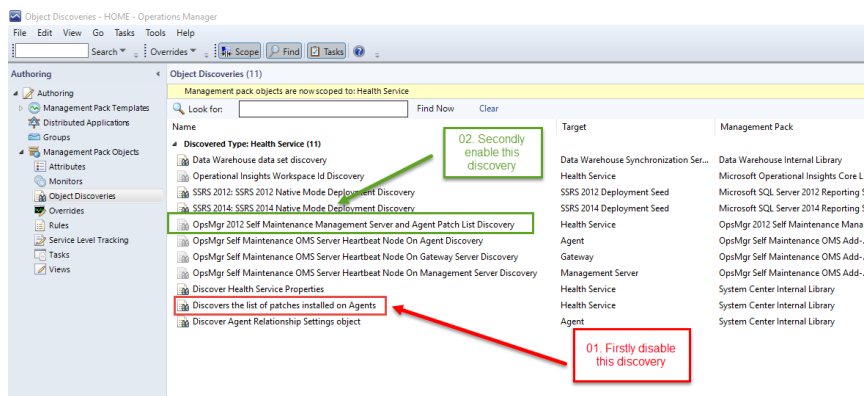 Object Discoveries - HOME - Operations Manager
File Edit View Go Tasks Tools Help
Search Overrides Scope Find Tasks
Authoring
Object Discoveries (11)
Management pack objects are now scoped to: Health Service
Authoring
Management Pack Templates
Distributed Applications
Groups
Management Pack Objects
Attributes
Monitors
Object Discoveries
Overrides
Rules
Service Level Tracking
Tasks
Views
Look for: Find Now Clear
Name Target Management Pack
Discovered Type: Health Service (11)
Data Warehouse data set discovery Data Warehouse Synchronization Ser... Data Warehouse Internal Library
Operational Insights Workspace Id Discovery Health Service Microsoft Operational Insights Core L
SSRS 2012: SSRS 2012 Native Mode Deployment Discovery SSRS 2012 Deployment Seed Microsoft SQL Server 2012 Reporting S
SSRS 2014: SSRS 2014 Native Mode Deployment Discovery SSRS 2014 Deployment Seed Microsoft SQL Server 2014 Reporting S
OpsMgr 2012 Self Maintenance Management Server and Agent Patch List Discovery Health Service OpsMgr 2012 Self Maintenance Mana
OpsMgr Self Maintenance OMS Server Heartbeat Node On Agent Discovery Agent OpsMgr Self Maintenance OMS Add-.
OpsMgr Self Maintenance OMS Server Heartbeat Node On Gateway Server Discovery Gateway OpsMgr Self Maintenance OMS Add-.
OpsMgr Self Maintenance OMS Server Heartbeat Node On Management Server Discovery Management Server OpsMgr Self Maintenance OMS Add-.
Discover Health Service Properties Health Service System Center Internal Library
Discovers the list of patches installed on Agents Health Service System Center Internal Library
Discover Agent Relationship Settings object Agent System Center Internal Library
02. Secondly
enable this
discovery
01. Firstly disable
this discovery